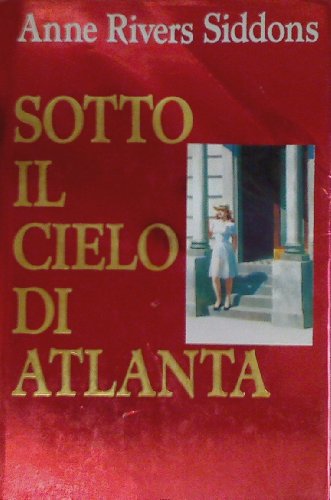 Anne Rivers Siddons
SOTTO
IL
CIELO
DI
ATLANTA